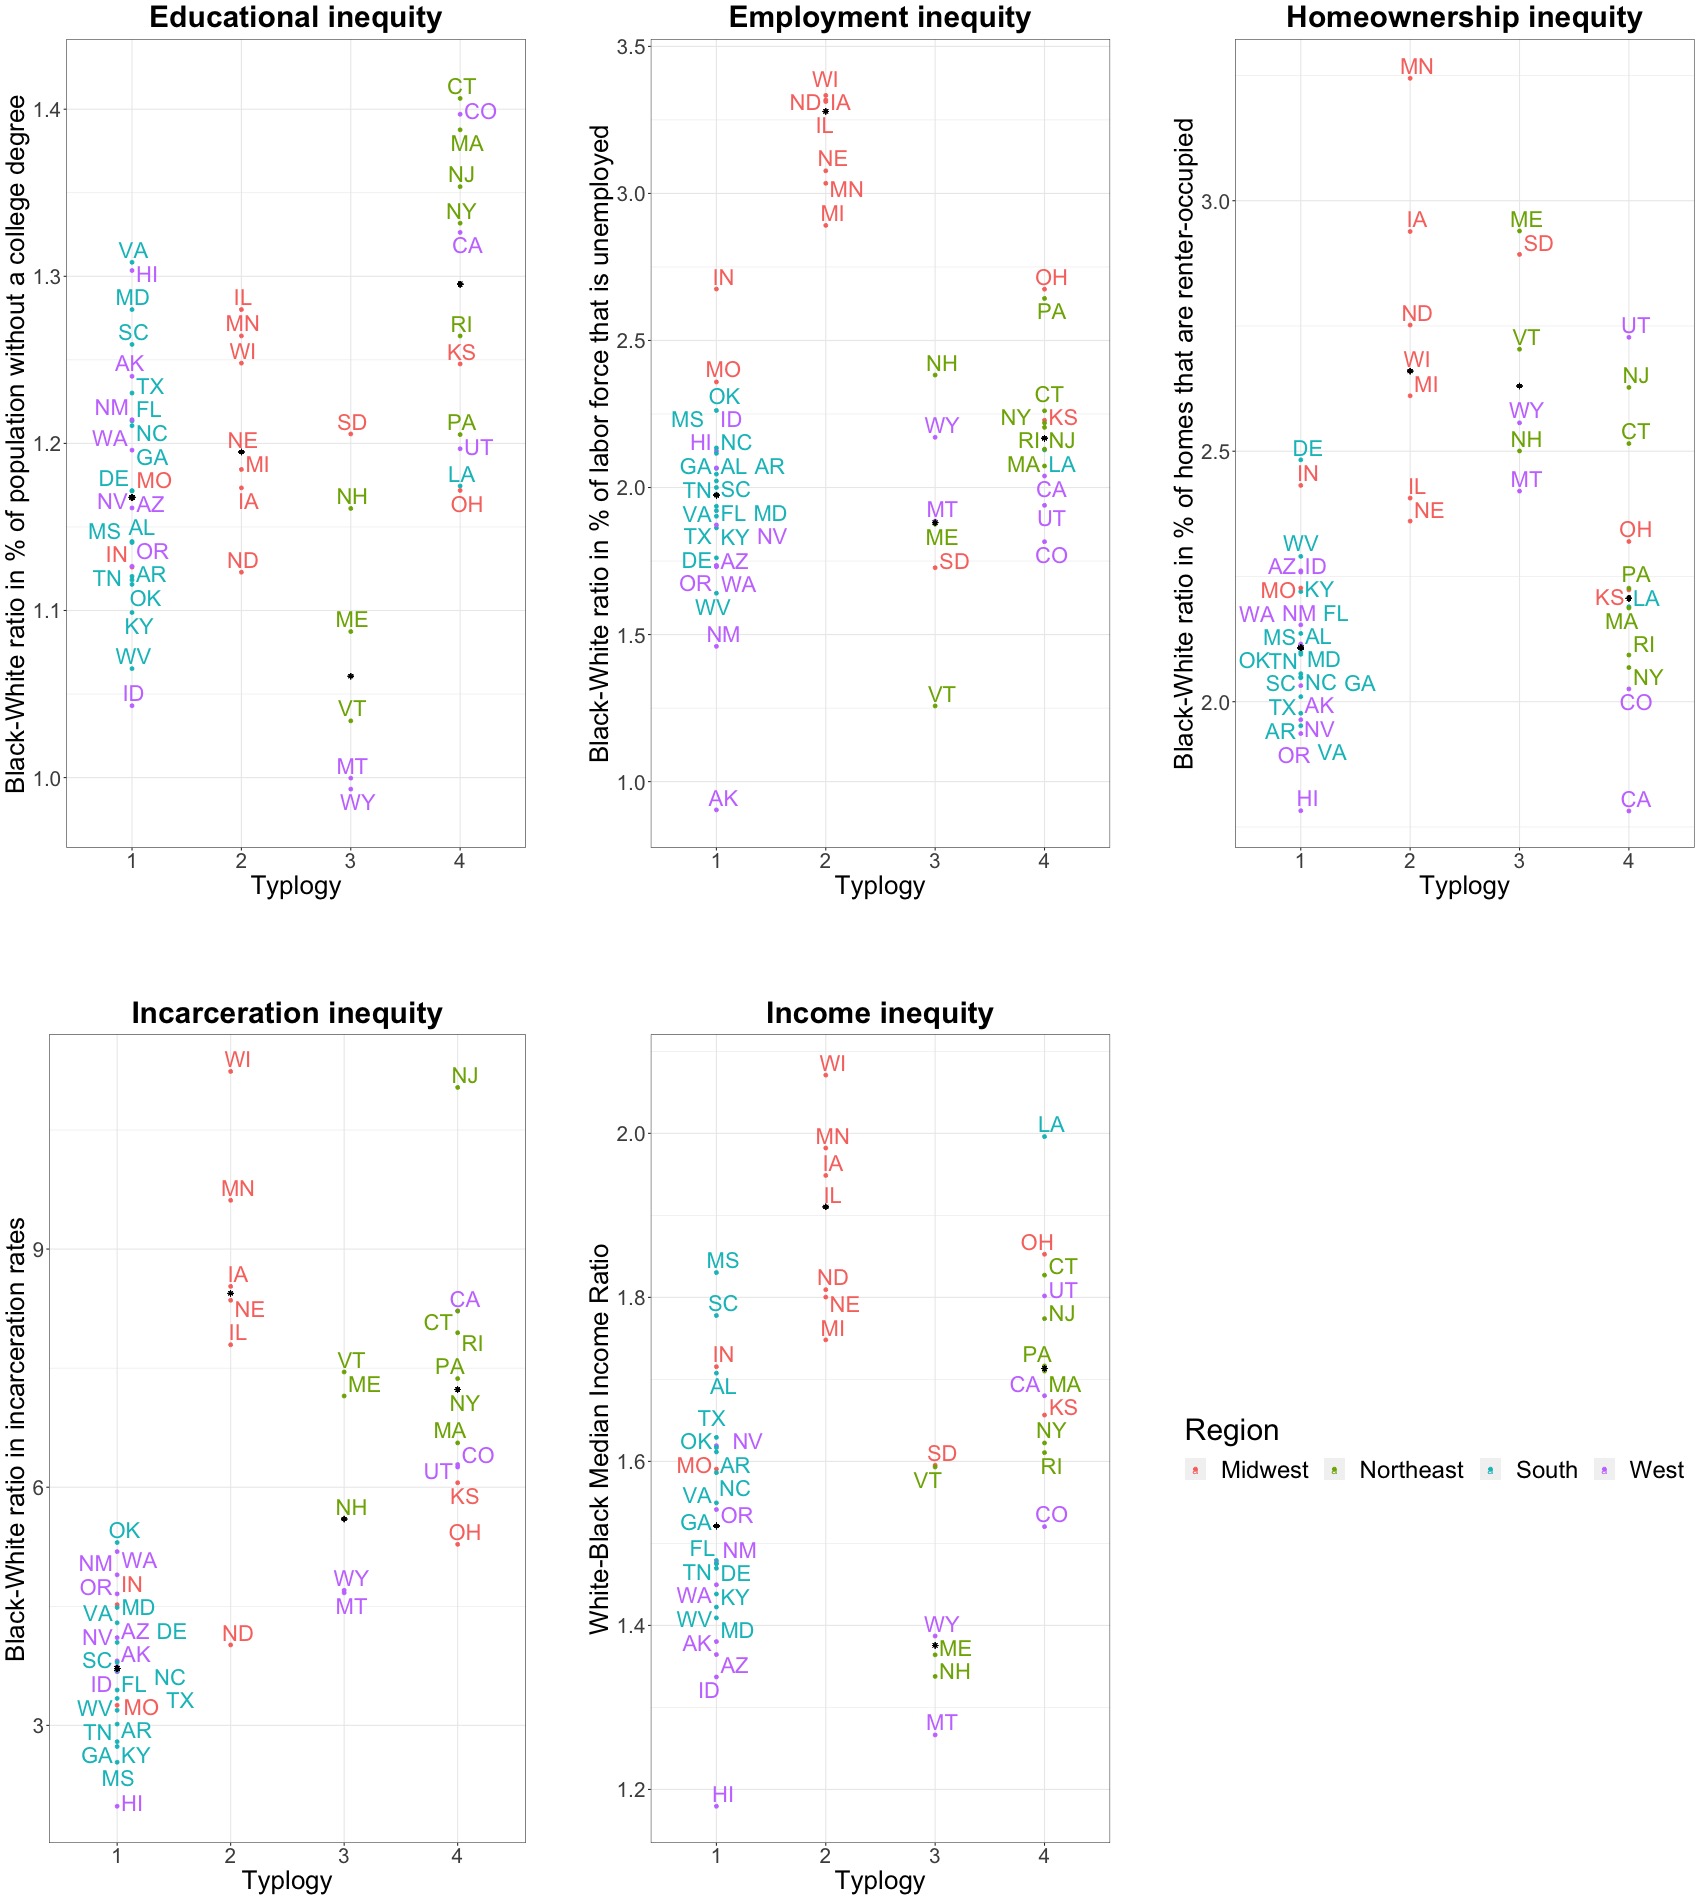 Educational inequity
Black-White ratio in % of population without a college degree
1.4
1.3
1.2
1.1
1.0
VA
HI
MD
SC
AK
TX
NM FL
NC
WA
GA
DE MO
NV AZ
MS AL
IN OR
TN AR
OK
KY
WV
ID
IL
MN
WI
NE
MI
IA
ND
SD
NH
ME
VT
MT
WY
CT
CO
MA
NJ
NY
CA
RI
KS
PA
UT
LA
OH
1 2 3 4
Typlogy
Employment inequity
Black-White ratio in % of labor force that is unemployed
3.5
3.0
2.5
2.0
1.5
1.0
IN
MO
OK
MS ID
HI NC
GA AL AR
TN SC
VA FL MD
TX KY NV
DE AZ
OR WA
WV
NM
AK
WI
ND IA
IL
NE
MN
MI
NH
WY
MT
ME
SD
VT
OH
PA
CT
NY KS
RI NJ
MA LA
CA
UT
CO
1 2 3 4
Typlogy
Homeownership inequity
Black-White ratio in % of homes that are renter-occupied
3.0
2.5
2.0
DE
IN
WV
AZ ID
MO KY
WA NM FL
MS AL
OK TN MD
SC NC GA
TX AK
AR NV
OR VA
HI
MN
IA
ND
WI
MI
IL
NE
ME
SD
VT
WY
NH
MT
UT
NJ
CT
OH
PA
KS LA
MA
RI
NY
CO
CA
1 2 3 4
Typlogy
Incarceration inequity
Black-White ratio in incarceration rates
9
6
3
OK
NM WA
OR IN
VA MD
NV AZ DE
SC AK
ID FL NC
TX
WV MO
TN AR
GA KY
MS
HI
WI
MN
IA
NE
IL
ND
VT
ME
NH
WY
MT
NJ
CA
CT
RI
PA
NY
MA
CO
UT
KS
OH
1 2 3 4
Typlogy
Income inequity
White-Black Median Income Ratio
2.0
1.8
1.6
1.4
1.2
MS
SC
IN
AL
TX
OK NV
MO AR
NC
VA
OR
GA
FL NM
TN DE
WA KY
WV
MD
AK
AZ
ID
HI
WI
MN
IA
IL
ND
NE
MI
SD
VT
WY
ME
NH
MT
LA
OH
CT
UT
NJ
PA
CA MA
KS
NY
RI
CO
1 2 3 4
Typlogy
Region
Midwest Northeast South West